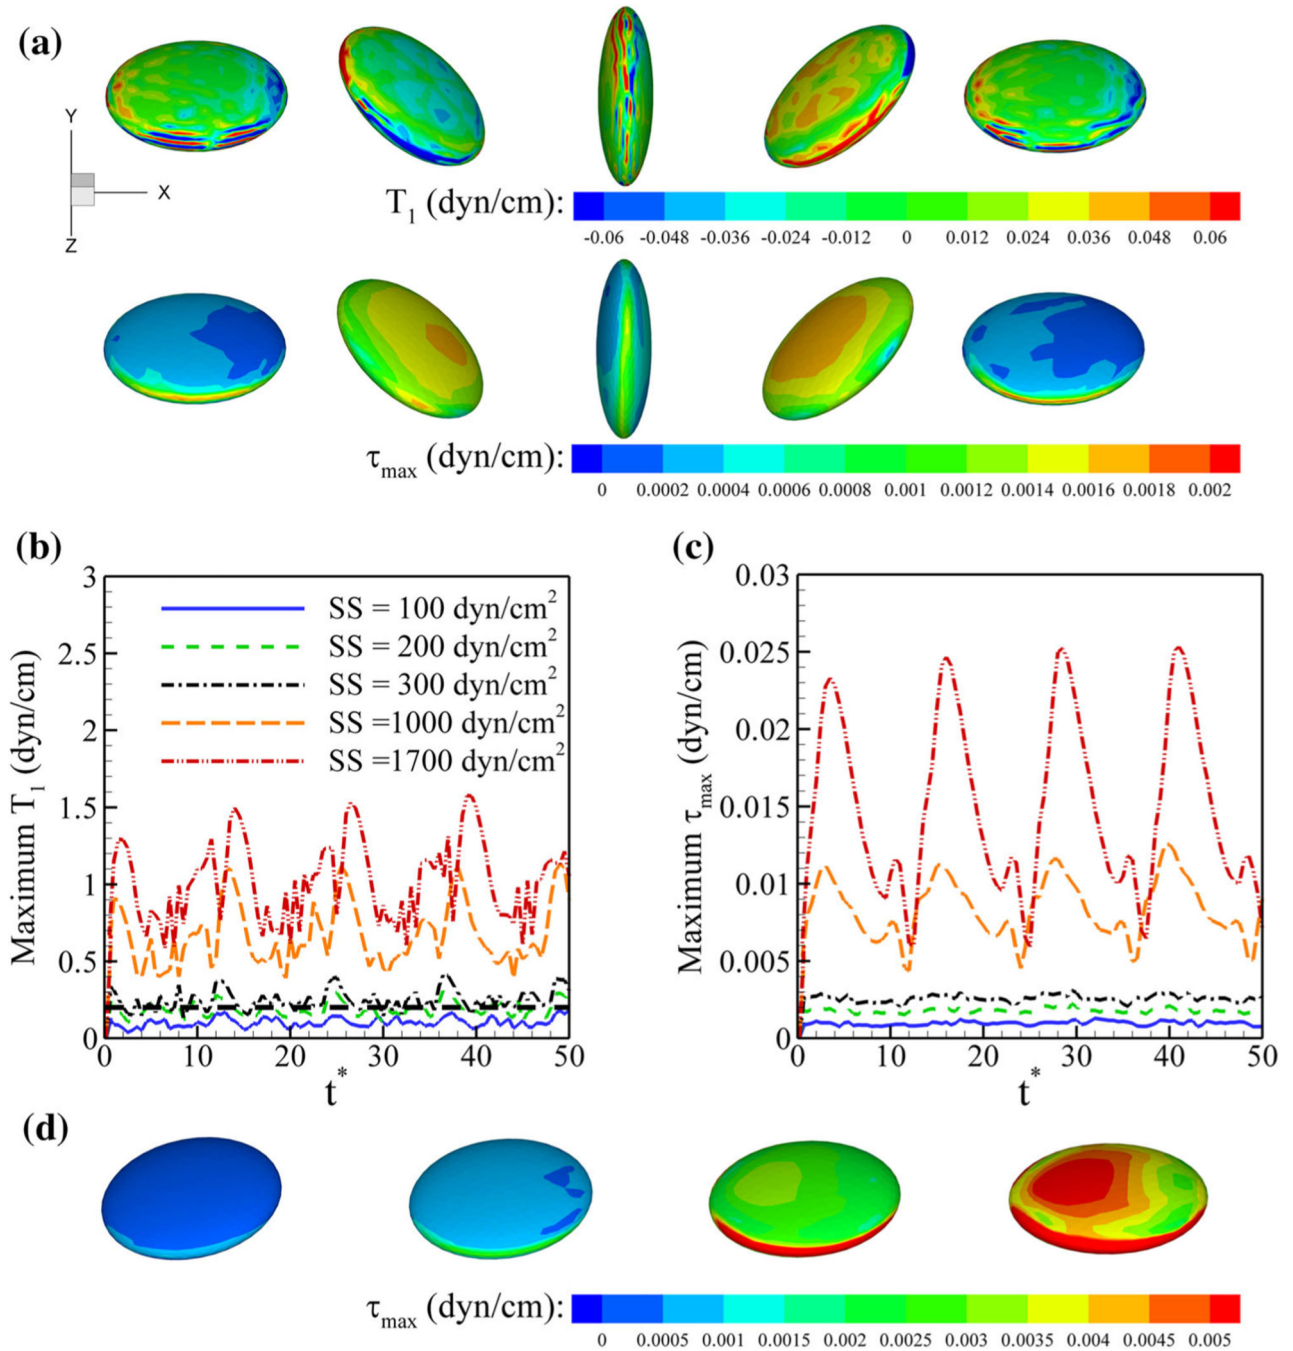 (a)
Y
X
Z
T₁ (dyn/cm):
-0.06 -0.048 -0.036 -0.024 -0.012 0 0.012 0.024 0.036 0.048 0.06
τmax (dyn/cm):
0 0.0002 0.0004 0.0006 0.0008 0.001 0.0012 0.0014 0.0016 0.0018 0.002
(b)
Maximum T₁ (dyn/cm)
3
2.5
2
1.5
1
0.5
0
SS = 100 dyn/cm²
SS = 200 dyn/cm²
SS = 300 dyn/cm²
SS =1000 dyn/cm²
SS =1700 dyn/cm²
0 10 20 30 40 50
t*
(c)
Maximum τmax (dyn/cm)
0.03
0.025
0.02
0.015
0.01
0.005
0
0 10 20 30 40 50
t*
(d)
τmax (dyn/cm):
0 0.0005 0.001 0.0015 0.002 0.0025 0.003 0.0035 0.004 0.0045 0.005